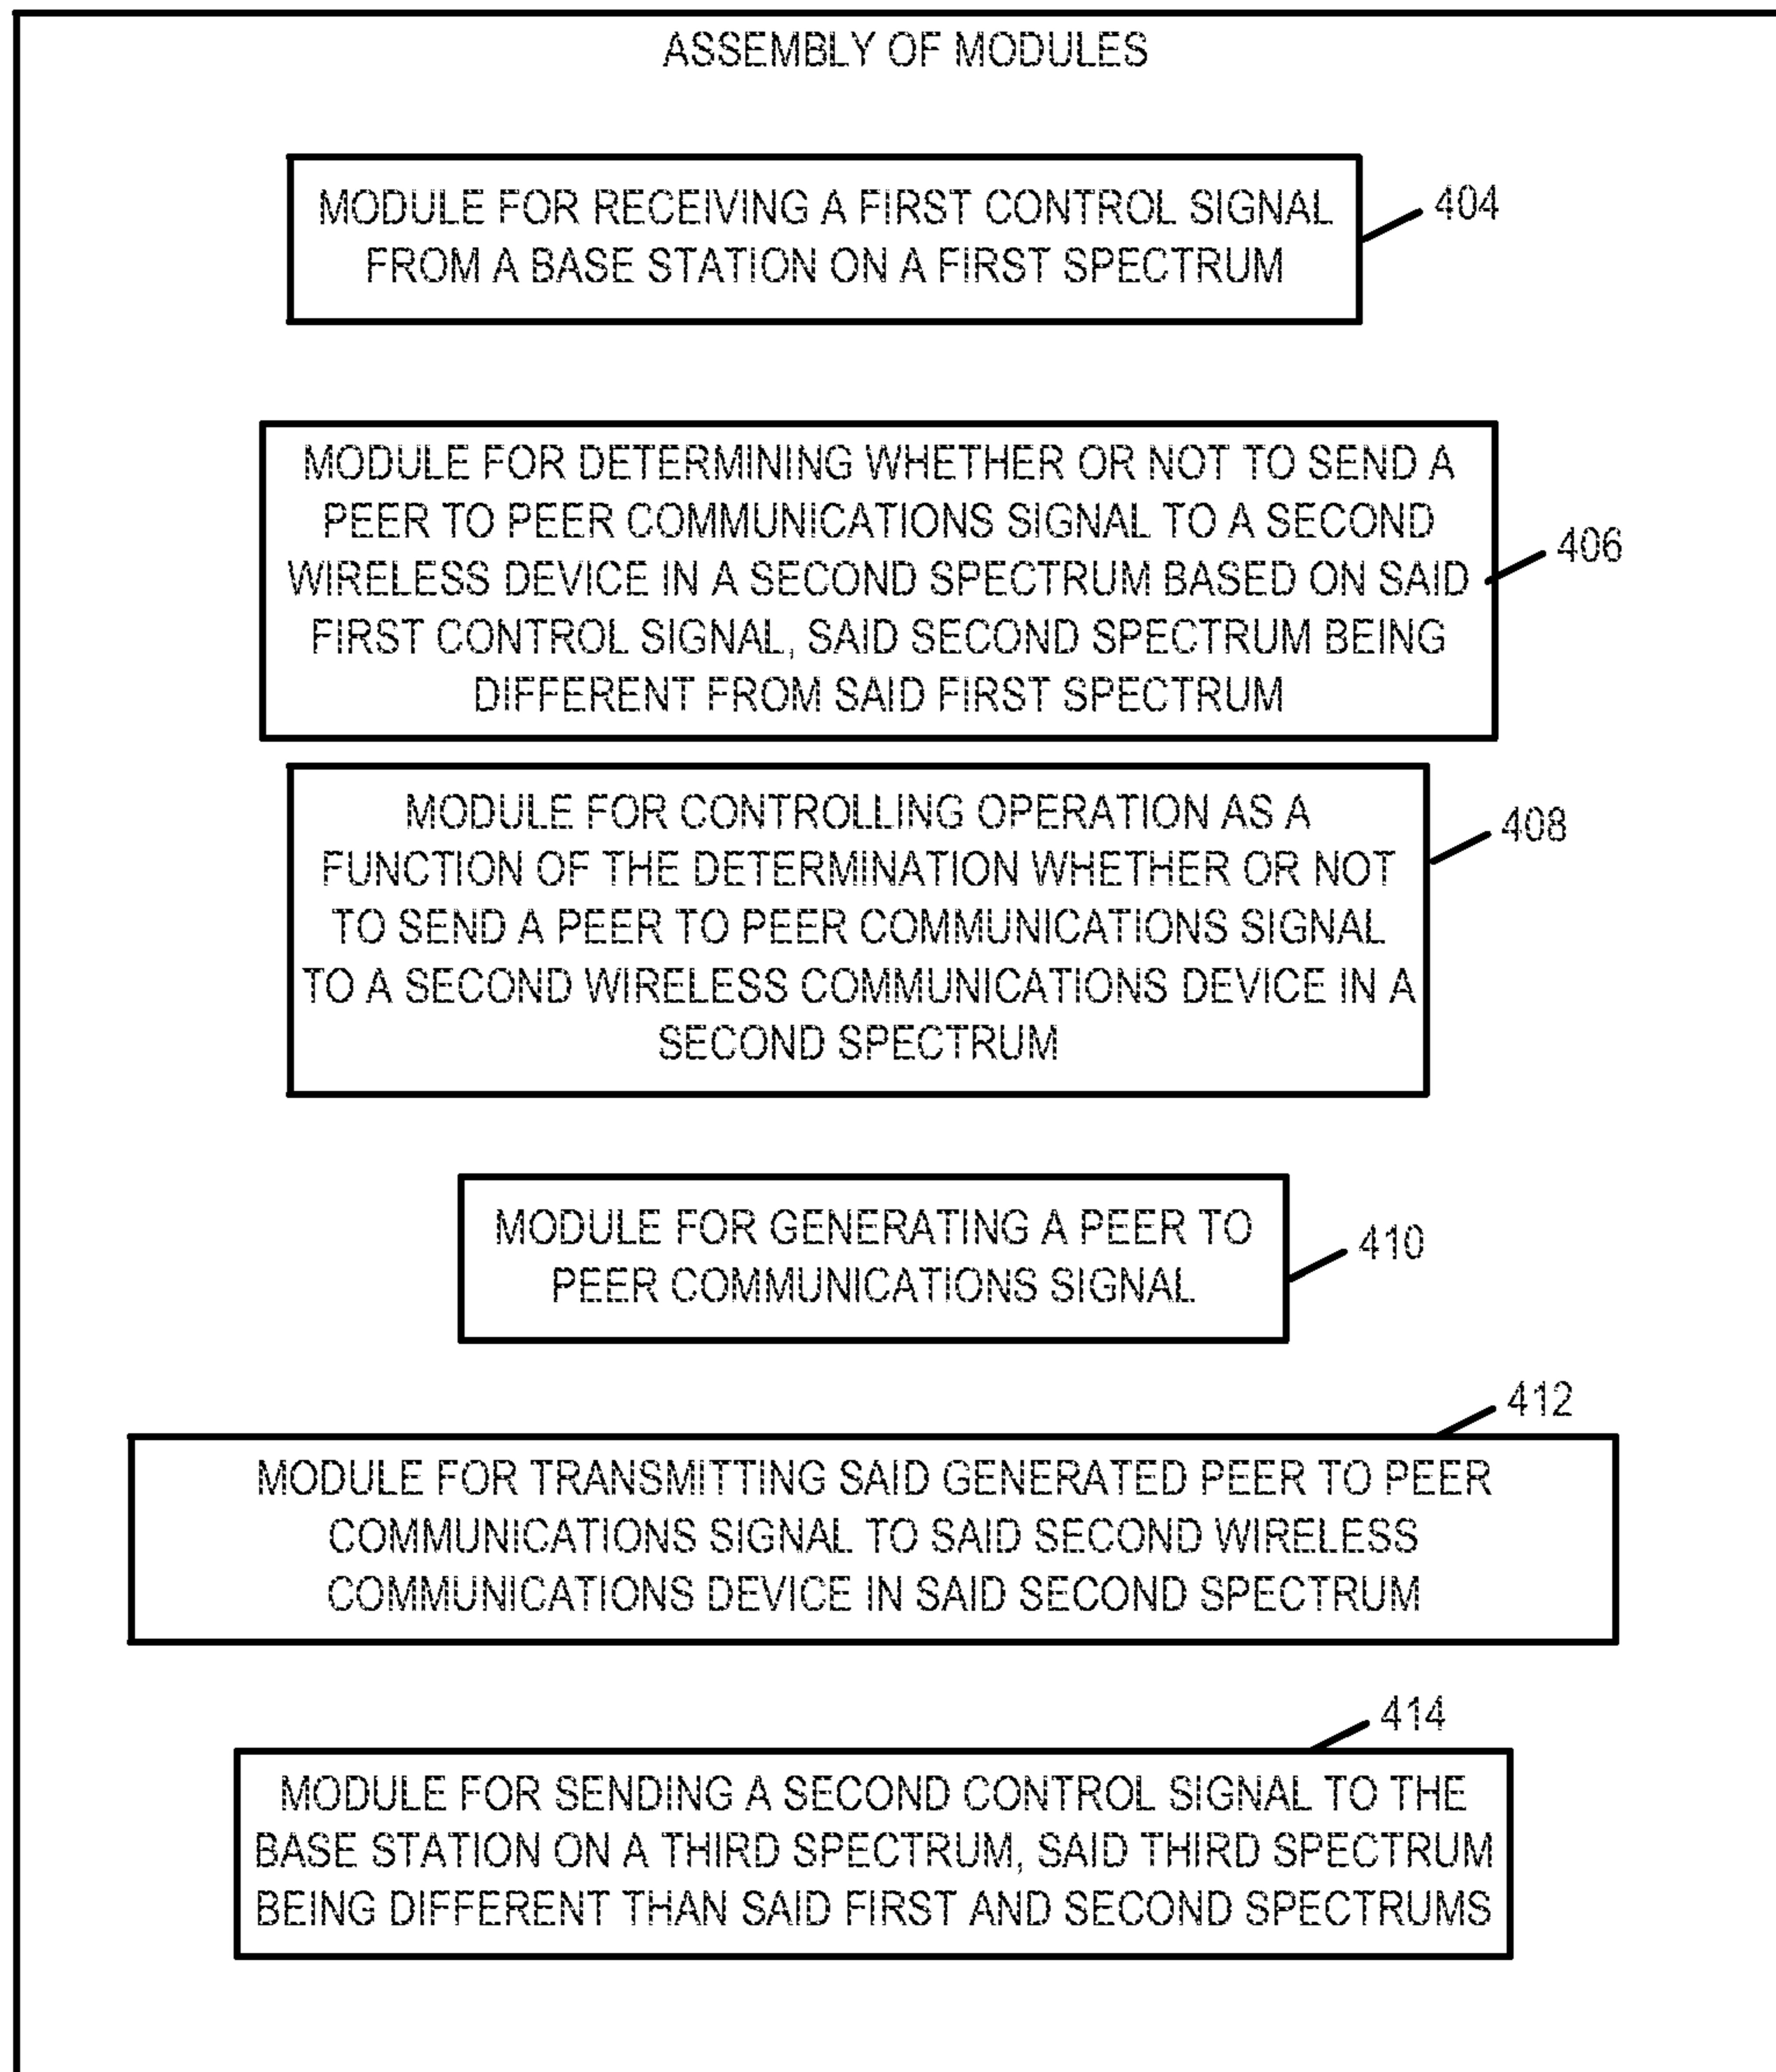 ASSEMBLY OF MODULES
MODULE FOR RECEIVING A FIRST CONTROL SIGNAL
FROM A BASE STATION ON A FIRST SPECTRUM
404
MODULE FOR DETERMINING WHETHER OR NOT TO SEND A
PEER TO PEER COMMUNICATIONS SIGNAL TO A SECOND
WIRELESS DEVICE IN A SECOND SPECTRUM BASED ON SAID
FIRST CONTROL SIGNAL, SAID SECOND SPECTRUM BEING
DIFFERENT FROM SAID FIRST SPECTRUM
406
MODULE FOR CONTROLLING OPERATION AS A
FUNCTION OF THE DETERMINATION WHETHER OR NOT
TO SEND A PEER TO PEER COMMUNICATIONS SIGNAL
TO A SECOND WIRELESS COMMUNICATIONS DEVICE IN A
SECOND SPECTRUM
408
MODULE FOR GENERATING A PEER TO
PEER COMMUNICATIONS SIGNAL
410
412
MODULE FOR TRANSMITTING SAID GENERATED PEER TO PEER
COMMUNICATIONS SIGNAL TO SAID SECOND WIRELESS
COMMUNICATIONS DEVICE IN SAID SECOND SPECTRUM
414
MODULE FOR SENDING A SECOND CONTROL SIGNAL TO THE
BASE STATION ON A THIRD SPECTRUM, SAID THIRD SPECTRUM
BEING DIFFERENT THAN SAID FIRST AND SECOND SPECTRUMS